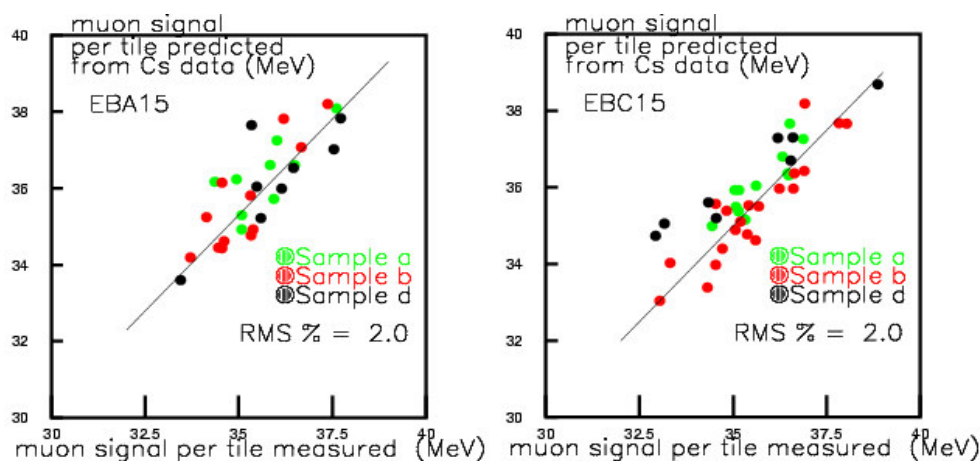 muon signal
per tile predicted
from Cs data (MeV)
EBA15
40
38
36
34
32
30
Sample a
Sample b
Sample d
RMS % = 2.0
30 32.5 35 37.5 40
muon signal per tile measured (MeV)
muon signal
per tile predicted
from Cs data (MeV)
EBC15
40
38
36
34
32
30
Sample a
Sample b
Sample d
RMS % = 2.0
30 32.5 35 37.5 40
muon signal per tile measured (MeV)